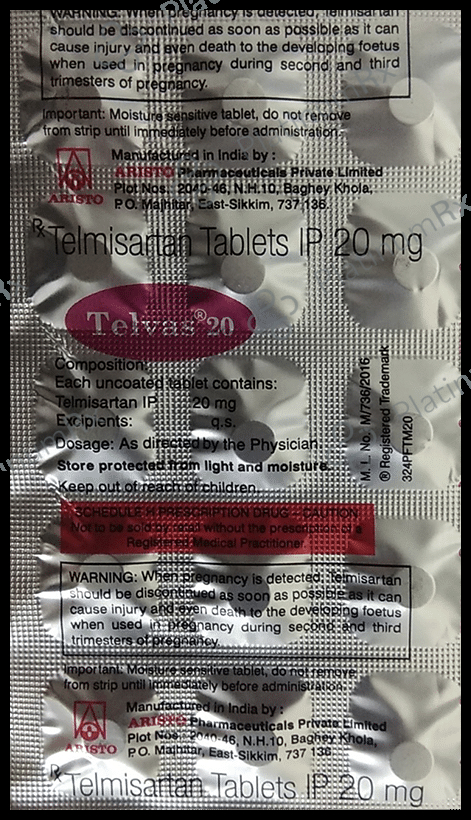 WARNING: When pregnancy is detected, Telmisartan
should be discontinued as soon as possible as it can
cause injury and even death to the developing foetus
when used in pregnancy during second and third
trimesters of pregnancy.
Important: Moisture sensitive tablet, do not remove
from strip until immediately before administration.
Manufactured in India by :
ARISTO Pharmaceuticals Private Limited
Plot Nos.: 2040-46, N.H.10, Baghey Khola,
P.O. Majhitar, East-Sikkim, 737 136.
ARISTO
Rx Telmisartan Tablets IP 20 mg
Telvas® 20
Composition:
Each uncoated tablet contains:
Telmisartan IP 20 mg
Excipients: q.s.
Dosage: As directed by the Physician.
Store protected from light and moisture.
Keep out of reach of children.
M. L. No. M/736/2016
® Registered Trademark
324PFTM20
SCHEDULE H PRESCRIPTION DRUG - CAUTION
Not to be sold by retail without the prescription of a
Registered Medical Practitioner.
WARNING: When pregnancy is detected, Telmisartan
should be discontinued as soon as possible as it can
cause injury and even death to the developing foetus
when used in pregnancy during second and third
trimesters of pregnancy.
Important: Moisture sensitive tablet, do not remove
from strip until immediately before administration.
Manufactured in India by :
ARISTO Pharmaceuticals Private Limited
Plot Nos.: 2040-46, N.H.10, Baghey Khola,
P.O. Majhitar, East-Sikkim, 737 136.
ARISTO
Rx Telmisartan Tablets IP 20 mg